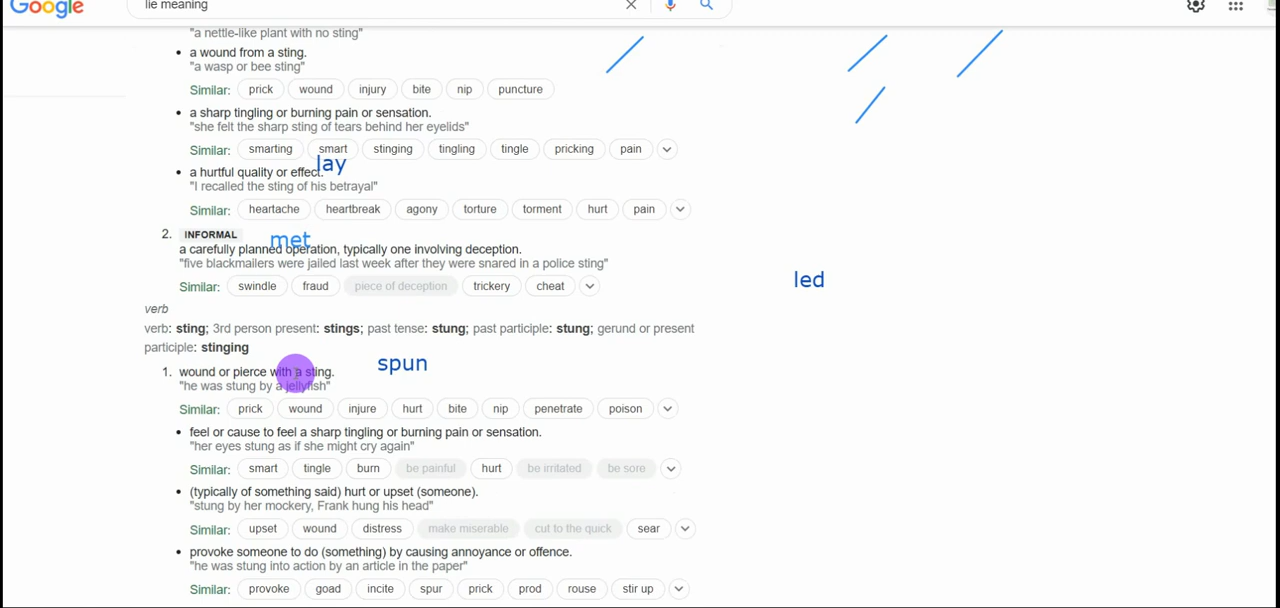 Google
lie meaning
"a nettle-like plant with no sting"
• a wound from a sting.
"a wasp or bee sting"
Similar: prick wound injury bite nip puncture
• a sharp tingling or burning pain or sensation.
"she felt the sharp sting of tears behind her eyelids"
Similar: smarting smart stinging tingling tingle pricking pain
lay
• a hurtful quality or effect.
"I recalled the sting of his betrayal"
Similar: heartache heartbreak agony torture torment hurt pain
2. INFORMAL
met
a carefully planned operation, typically one involving deception.
"five blackmailers were jailed last week after they were snared in a police sting"
led
Similar: swindle fraud piece of deception trickery cheat
verb
verb: sting; 3rd person present: stings; past tense: stung; past participle: stung; gerund or present
participle: stinging
spun
1. wound or pierce with a sting.
"he was stung by a jellyfish"
Similar: prick wound injure hurt bite nip penetrate poison
• feel or cause to feel a sharp tingling or burning pain or sensation.
"her eyes stung as if she might cry again"
Similar: smart tingle burn be painful hurt be irritated be sore
• (typically of something said) hurt or upset (someone).
"stung by her mockery, Frank hung his head"
Similar: upset wound distress make miserable cut to the quick sear
• provoke someone to do (something) by causing annoyance or offence.
"he was stung into action by an article in the paper"
Similar: provoke goad incite spur prick prod rouse stir up